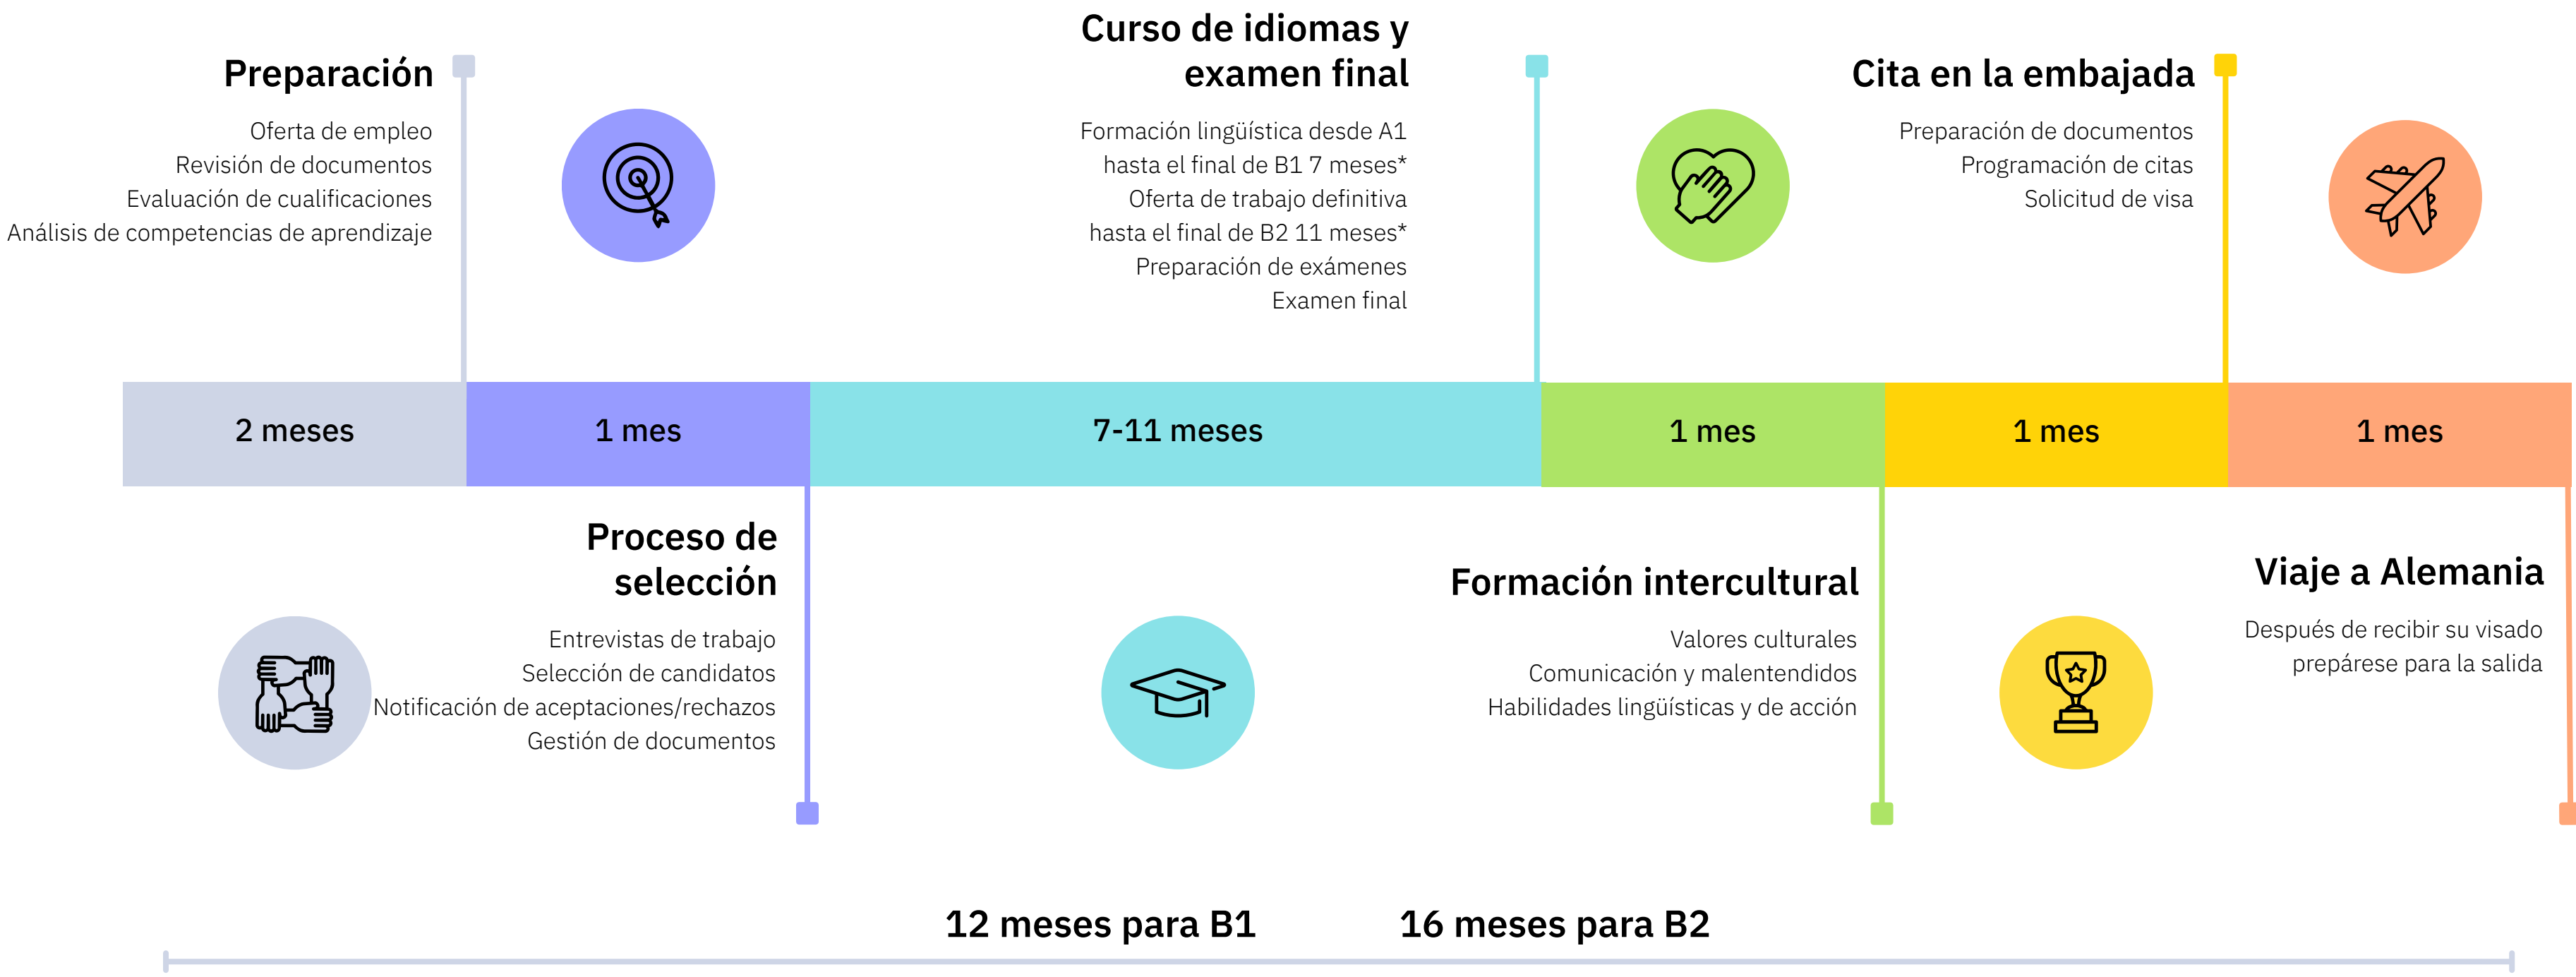 Preparación
Oferta de empleo
Revisión de documentos
Evaluación de cualificaciones
Análisis de competencias de aprendizaje
Curso de idiomas y
examen final
Formación lingüística desde A1
hasta el final de B1 7 meses*
Oferta de trabajo definitiva
hasta el final de B2 11 meses*
Preparación de exámenes
Examen final
Cita en la embajada
Preparación de documentos
Programación de citas
Solicitud de visa
2 meses
1 mes
7-11 meses
1 mes
1 mes
1 mes
Proceso de
selección
Entrevistas de trabajo
Selección de candidatos
Notificación de aceptaciones/rechazos
Gestión de documentos
Formación intercultural
Valores culturales
Comunicación y malentendidos
Habilidades lingüísticas y de acción
Viaje a Alemania
Después de recibir su visado
prepárese para la salida
12 meses para B1
16 meses para B2